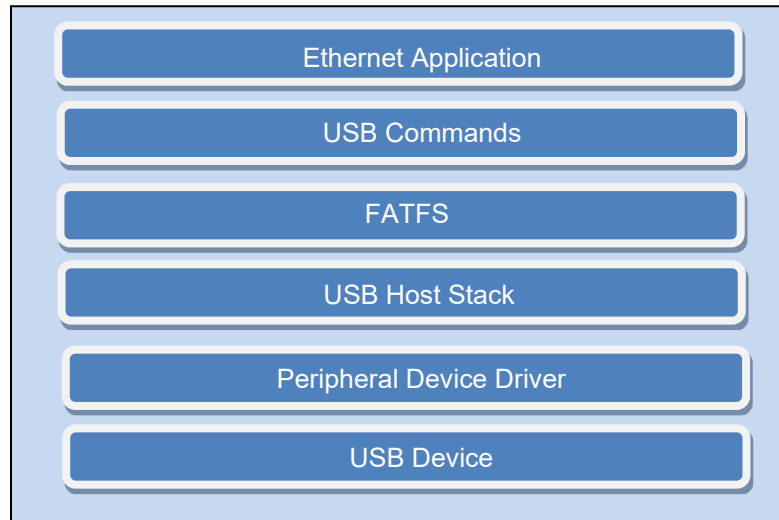 Ethernet Application
USB Commands
FATFS
USB Host Stack
Peripheral Device Driver
USB Device